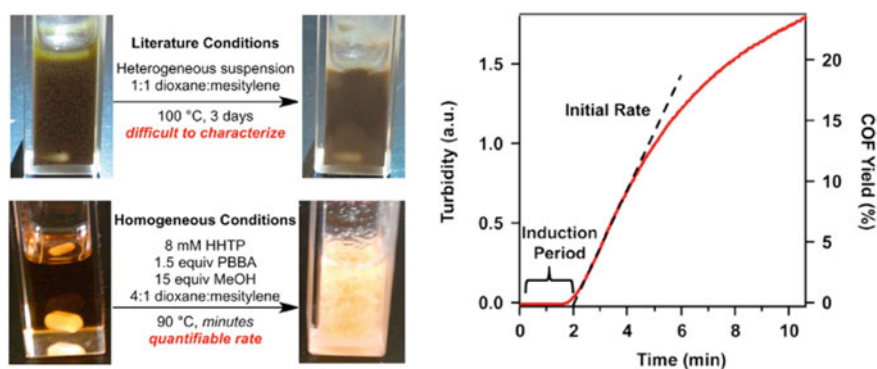 Literature Conditions
Heterogeneous suspension
1:1 dioxane:mesitylene
100 °C, 3 days
difficult to characterize
Homogeneous Conditions
8 mM HHTP
1.5 equiv PBBA
15 equiv MeOH
4:1 dioxane:mesitylene
90 °C, minutes
quantifiable rate
Turbidity (a.u.)
1.5
1.0
0.5
0.0
Initial Rate
Induction
Period
20
15
10
5
0
COF Yield (%)
0
2
4
6
8
10
Time (min)